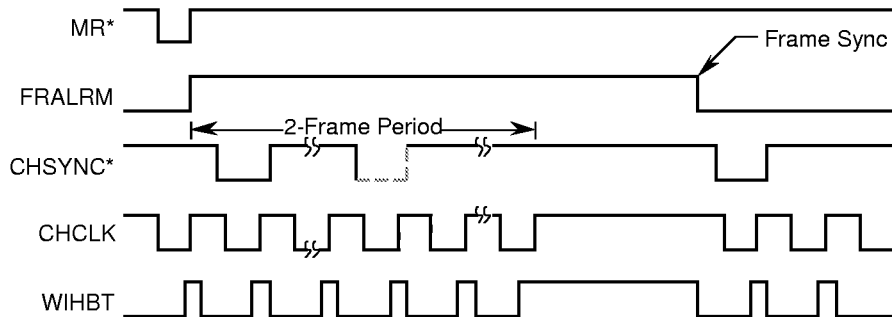 MR*
Frame Sync
FRALRM
2-Frame Period
CHSYNC*
CHCLK
WIHBT